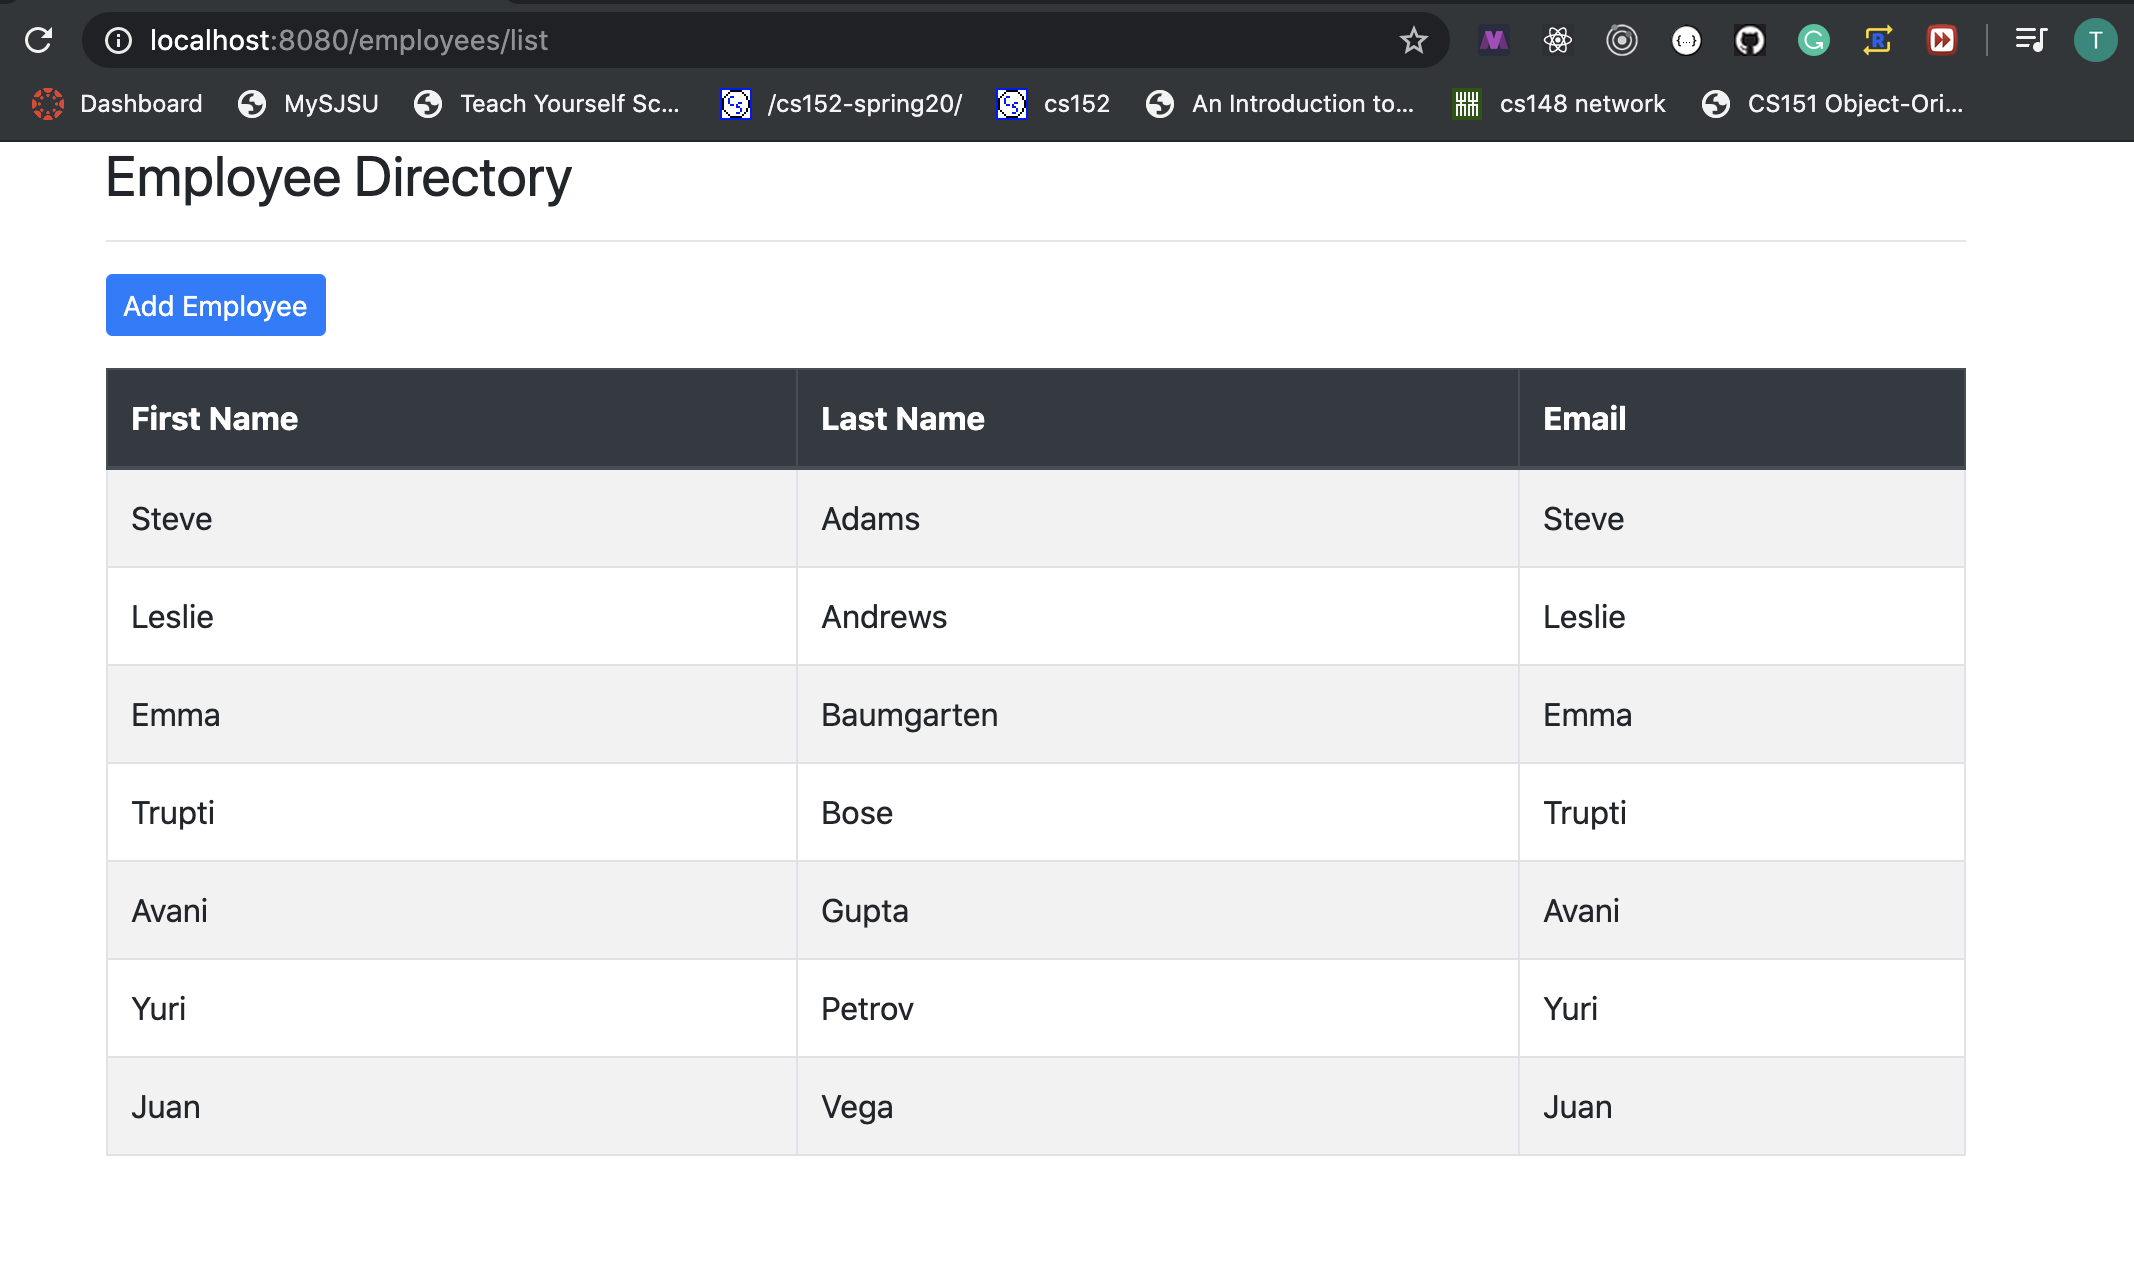 localhost:8080/employees/list
T
Dashboard MySJSU Teach Yourself Sc... /cs152-spring20/ cs152 An Introduction to... cs148 network CS151 Object-Ori...
Employee Directory
Add Employee
First Name Last Name Email
Steve Adams Steve
Leslie Andrews Leslie
Emma Baumgarten Emma
Trupti Bose Trupti
Avani Gupta Avani
Yuri Petrov Yuri
Juan Vega Juan